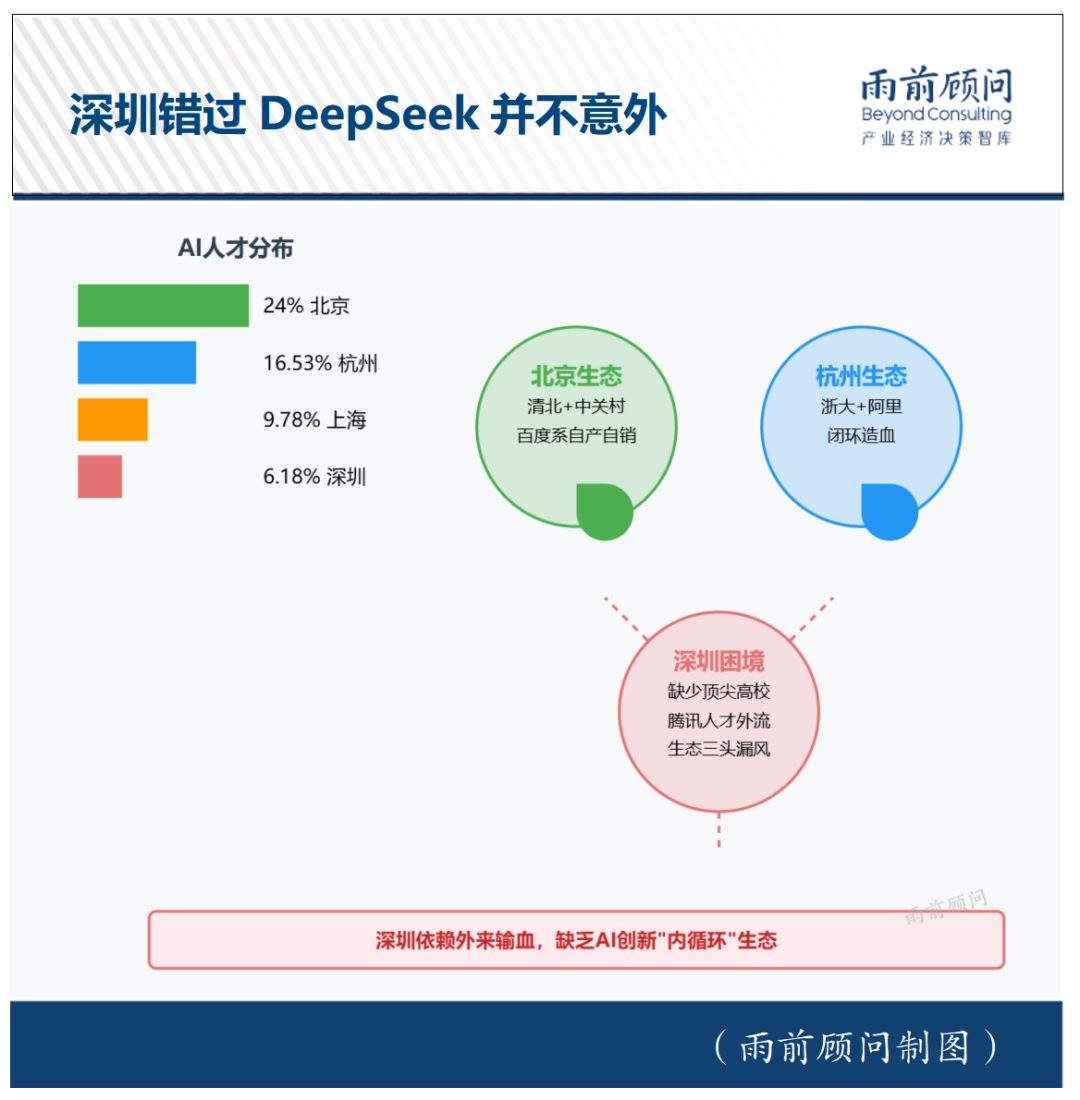 深圳错过 DeepSeek 并不意外
雨前顾问
Beyond Consulting
产业经济决策智库
AI人才分布
24% 北京
16.53% 杭州
9.78% 上海
6.18% 深圳
北京生态
清北+中关村
百度系自产自销
杭州生态
浙大+阿里
闭环造血
深圳困境
缺少顶尖高校
腾讯人才外流
生态三头漏风
雨前顾问
深圳依赖外来输血，缺乏AI创新"内循环"生态
（雨前顾问制图）